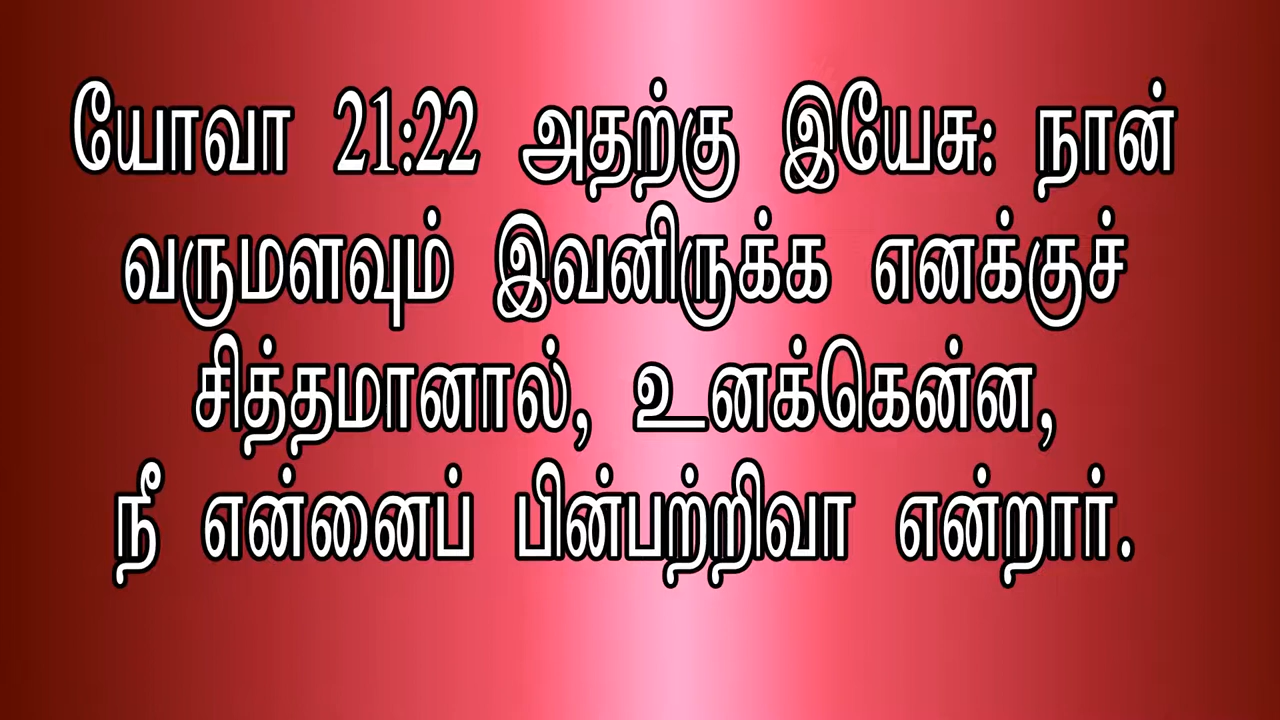 யோவா 21:22 அதற்கு இயேசு: நான்
வருமளவும் இவனிருக்க எனக்குச்
சித்தமானால், உனக்கென்ன,
நீ என்னைப் பின்பற்றிவா என்றார்.